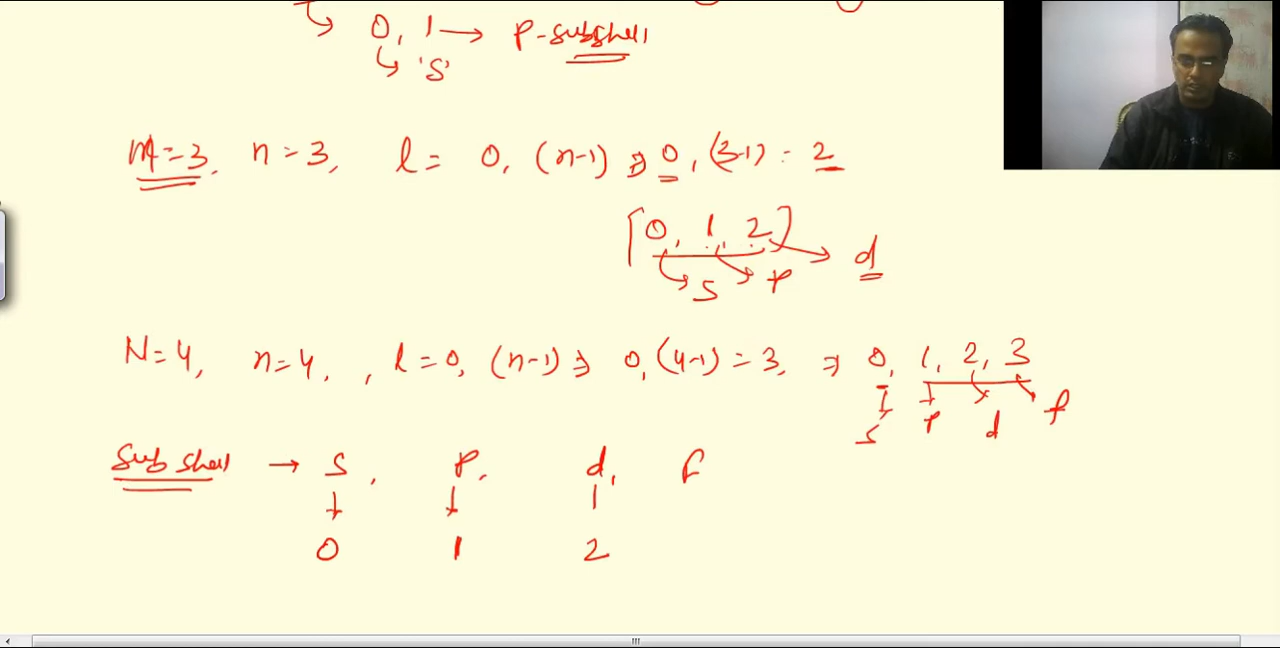 0, 1 → p-subshell
's'
M=3, n=3, l= 0, (n-1) ⇒ 0, (3-1) = 2
[0, 1, 2]
s p d
N=4, n=4, , l=0, (n-1) ⇒ 0, (4-1) = 3, ⇒ 0, 1, 2, 3
s p d f
Sub shell → s, p, d, f
0 1 2